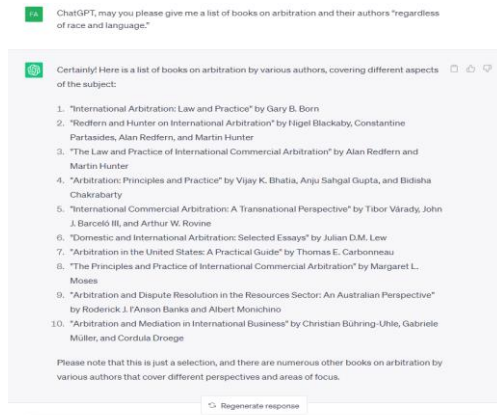 FA
ChatGPT, may you please give me a list of books on arbitration and their authors "regardless
of race and language."
Certainly! Here is a list of books on arbitration by various authors, covering different aspects
of the subject:
1. "International Arbitration: Law and Practice" by Gary B. Born
2. "Redfern and Hunter on International Arbitration" by Nigel Blackaby, Constantine
Partasides, Alan Redfern, and Martin Hunter
3. "The Law and Practice of International Commercial Arbitration" by Alan Redfern and
Martin Hunter
4. "Arbitration: Principles and Practice" by Vijay K. Bhatia, Anju Sahgal Gupta, and Bidisha
Chakrabarty
5. "International Commercial Arbitration: A Transnational Perspective" by Tibor Várady, John
J. Barceló III, and Arthur W. Rovine
6. "Domestic and International Arbitration: Selected Essays" by Julian D.M. Lew
7. "Arbitration in the United States: A Practical Guide" by Thomas E. Carbonneau
8. "The Principles and Practice of International Commercial Arbitration" by Margaret L.
Moses
9. "Arbitration and Dispute Resolution in the Resources Sector: An Australian Perspective"
by Roderick J. I'Anson Banks and Albert Monichino
10. "Arbitration and Mediation in International Business" by Christian Bühring-Uhle, Gabriele
Müller, and Cordula Droege
Please note that this is just a selection, and there are numerous other books on arbitration by
various authors that cover different perspectives and areas of focus.
Regenerate response